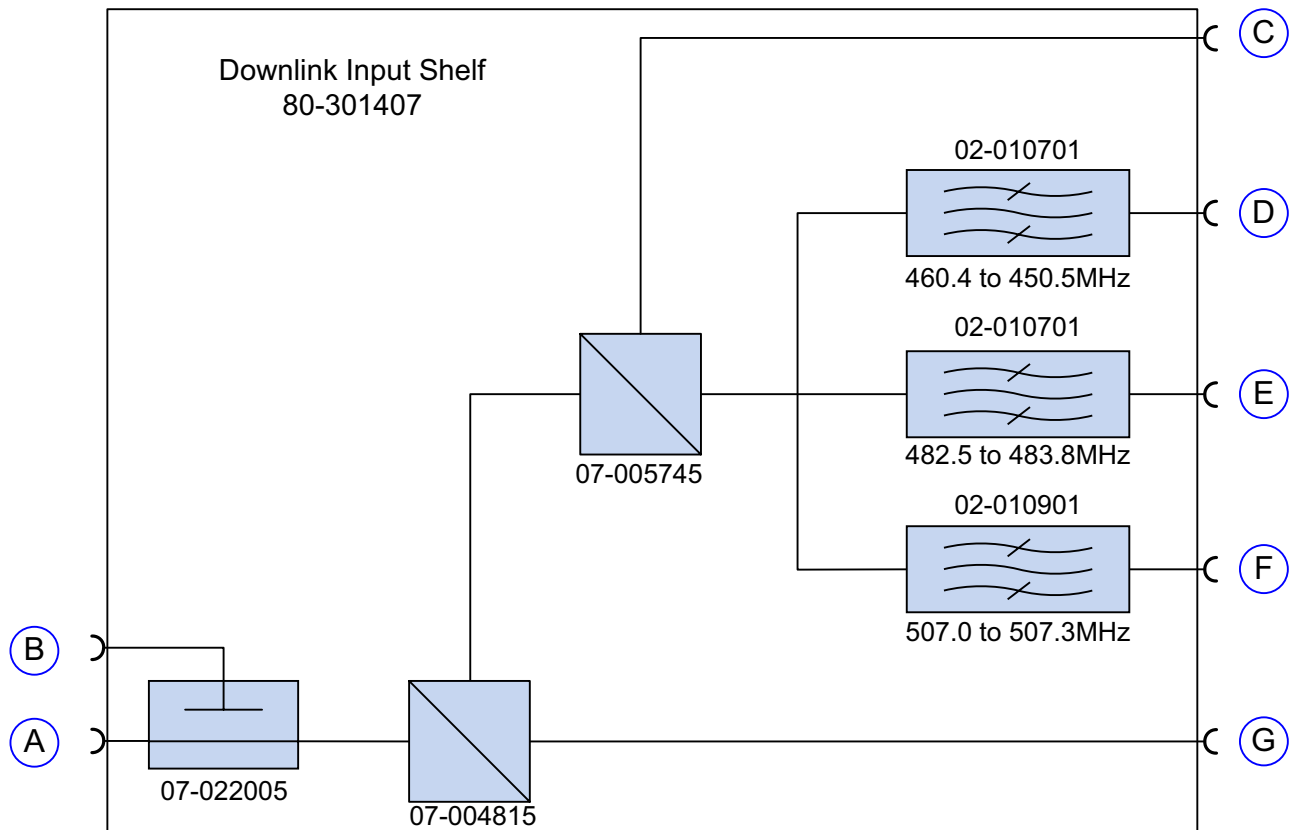 Downlink Input Shelf
80-301407
C
02-010701
D
460.4 to 450.5MHz
02-010701
E
482.5 to 483.8MHz
07-005745
02-010901
F
507.0 to 507.3MHz
B
A
G
07-022005
07-004815